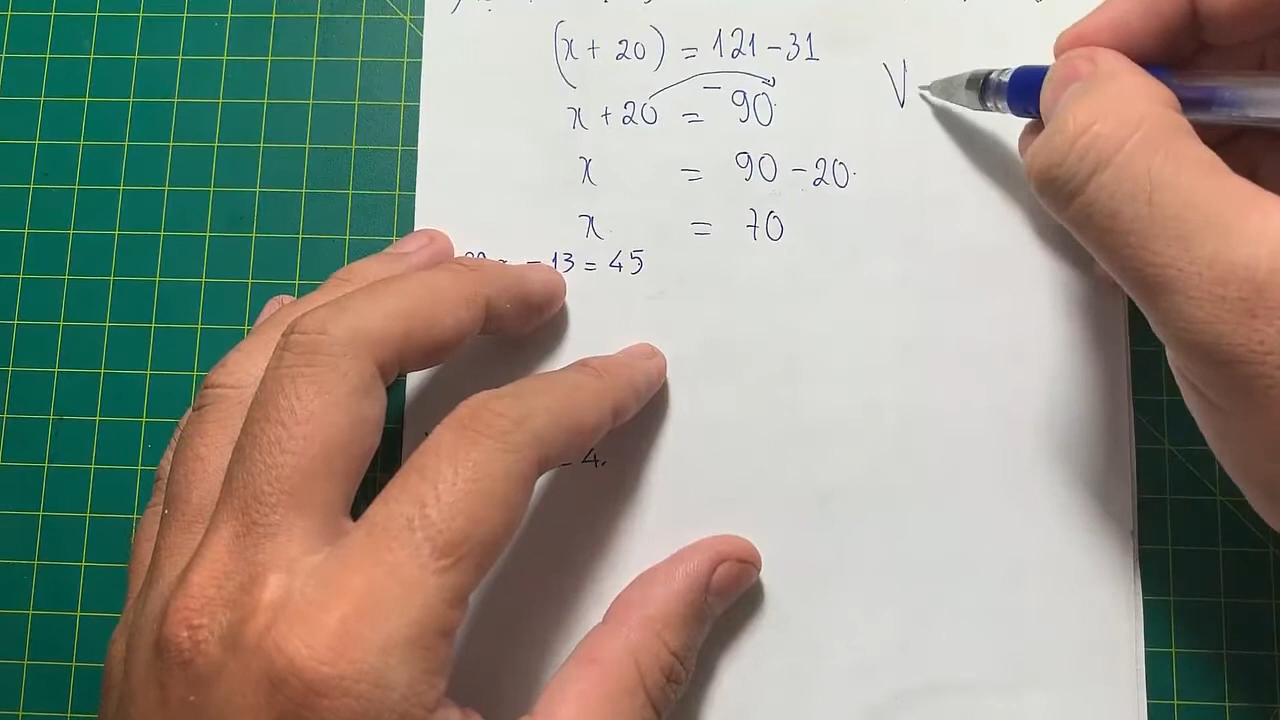 (x + 20) = 121 - 31
x + 20 = 90
x = 90 - 20
x = 70
- 13 = 45
- 4.
V